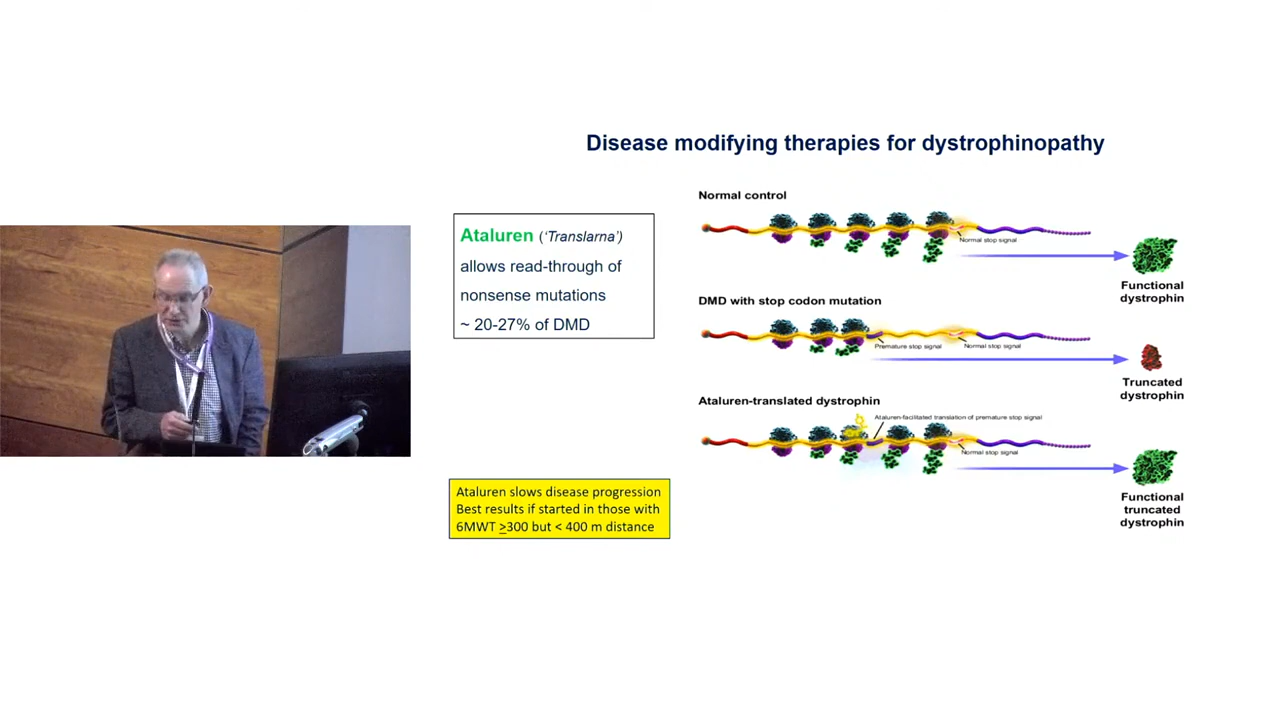 Disease modifying therapies for dystrophinopathy
Ataluren (‘Translarna’)
allows read-through of
nonsense mutations
~ 20-27% of DMD
Ataluren slows disease progression
Best results if started in those with
6MWT ≥300 but < 400 m distance
Normal control
Normal stop signal
Functional
dystrophin
DMD with stop codon mutation
Premature stop signal
Normal stop signal
Truncated
dystrophin
Ataluren-translated dystrophin
Ataluren-facilitated translation of premature stop signal
Normal stop signal
Functional
truncated
dystrophin